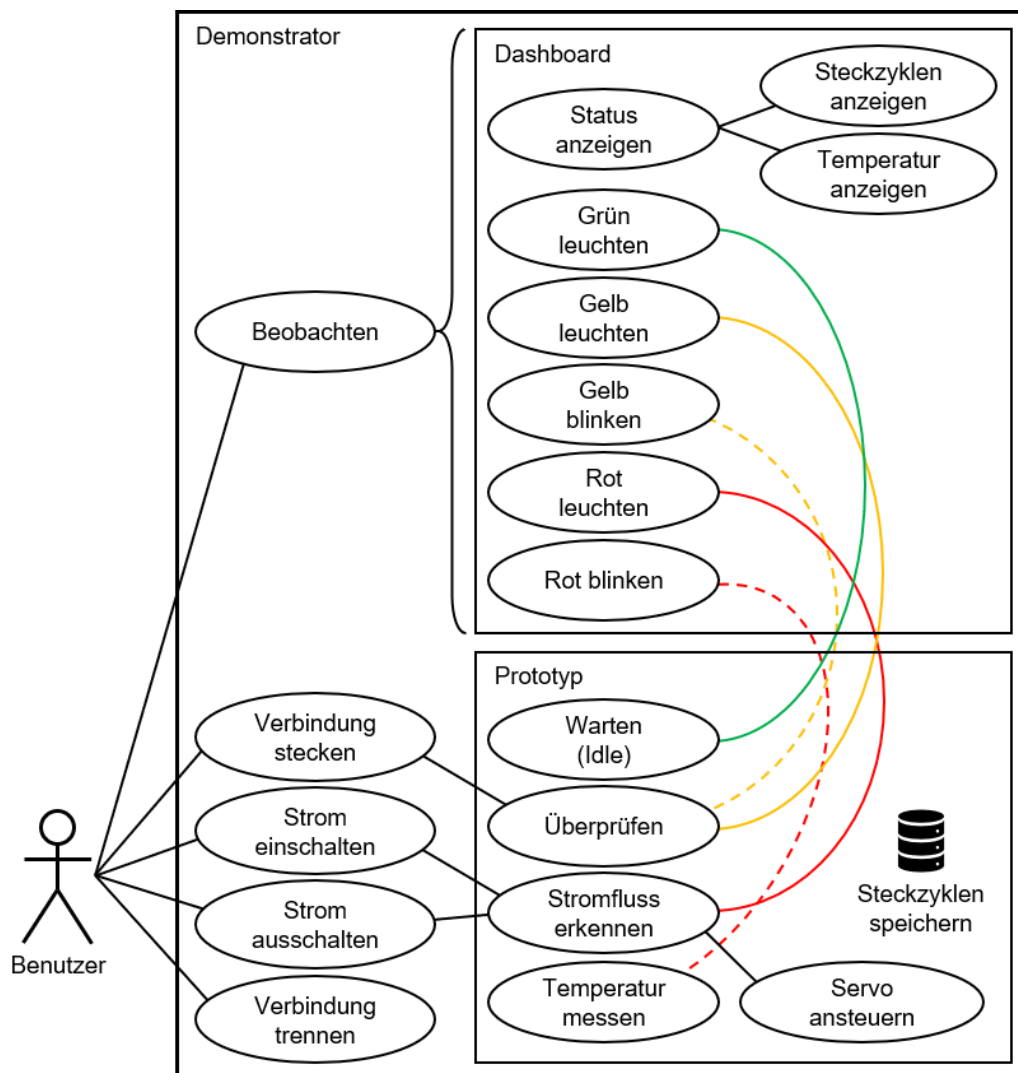 Demonstrator
Dashboard
Status
anzeigen
Steckzyklen
anzeigen
Temperatur
anzeigen
Grün
leuchten
Gelb
leuchten
Beobachten
Gelb
blinken
Rot
leuchten
Rot blinken
Prototyp
Verbindung
stecken
Warten
(Idle)
Strom
einschalten
Überprüfen
Strom
ausschalten
Stromfluss
erkennen
Steckzyklen
speichern
Benutzer
Verbindung
trennen
Temperatur
messen
Servo
ansteuern